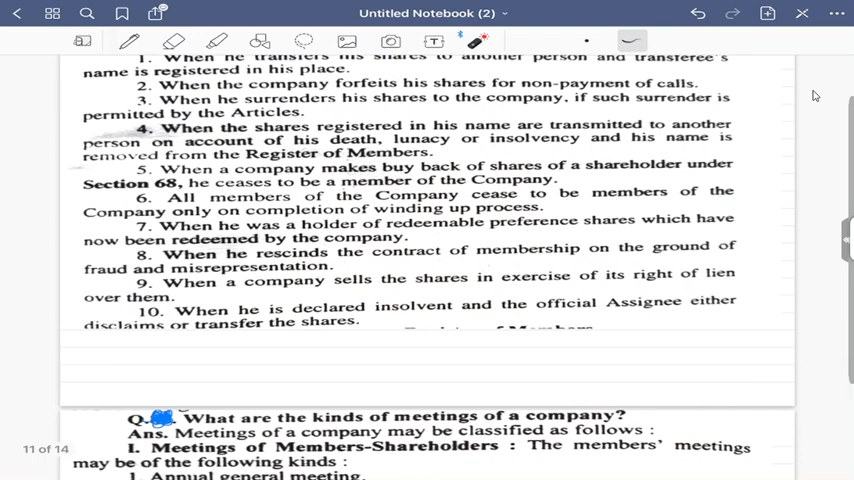 Untitled Notebook (2)
1. When he transfers his shares to another person and transferee's
name is registered in his place.
2. When the company forfeits his shares for non-payment of calls.
3. When he surrenders his shares to the company, if such surrender is
permitted by the Articles.
4. When the shares registered in his name are transmitted to another
person on account of his death, lunacy or insolvency and his name is
removed from the Register of Members.
5. When a company makes buy back of shares of a shareholder under
Section 68, he ceases to be a member of the Company.
6. All members of the Company cease to be members of the
Company only on completion of winding up process.
7. When he was a holder of redeemable preference shares which have
now been redeemed by the company.
8. When he rescinds the contract of membership on the ground of
fraud and misrepresentation.
9. When a company sells the shares in exercise of its right of lien
over them.
10. When he is declared insolvent and the official Assignee either
disclaims or transfer the shares.
of Members
Q. What are the kinds of meetings of a company?
Ans. Meetings of a company may be classified as follows :
11 of 14
I. Meetings of Members-Shareholders : The members' meetings
may be of the following kinds :
1. Annual general meeting.